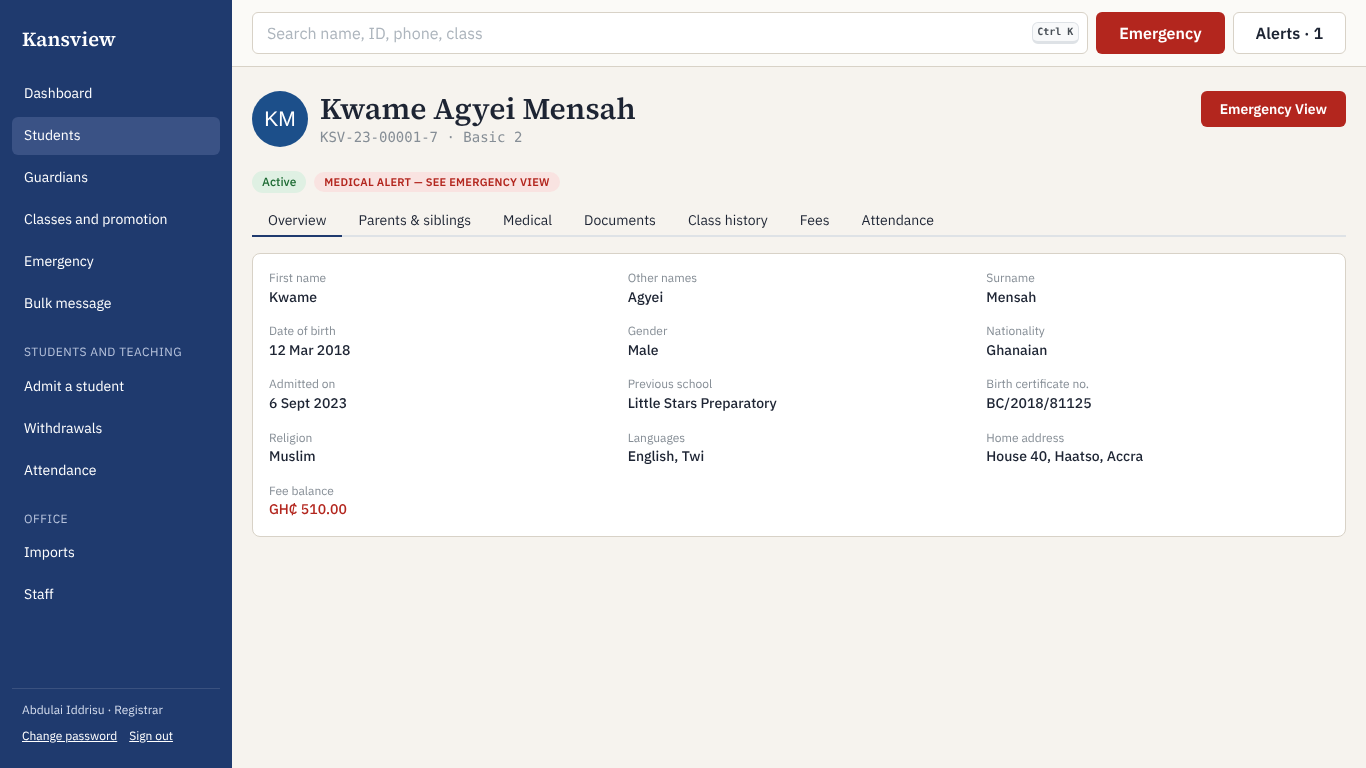 Kansview
Dashboard
Students
Guardians
Classes and promotion
Emergency
Bulk message
STUDENTS AND TEACHING
Admit a student
Withdrawals
Attendance
OFFICE
Imports
Staff
Abdulai Iddrisu · Registrar
Change password Sign out
Search name, ID, phone, class Ctrl K Emergency Alerts · 1
KM
Kwame Agyei Mensah
KSV-23-00001-7 · Basic 2
Emergency View
Active MEDICAL ALERT — SEE EMERGENCY VIEW
Overview Parents & siblings Medical Documents Class history Fees Attendance
First name Other names Surname
Kwame Agyei Mensah
Date of birth Gender Nationality
12 Mar 2018 Male Ghanaian
Admitted on Previous school Birth certificate no.
6 Sept 2023 Little Stars Preparatory BC/2018/81125
Religion Languages Home address
Muslim English, Twi House 40, Haatso, Accra
Fee balance
GH₵ 510.00